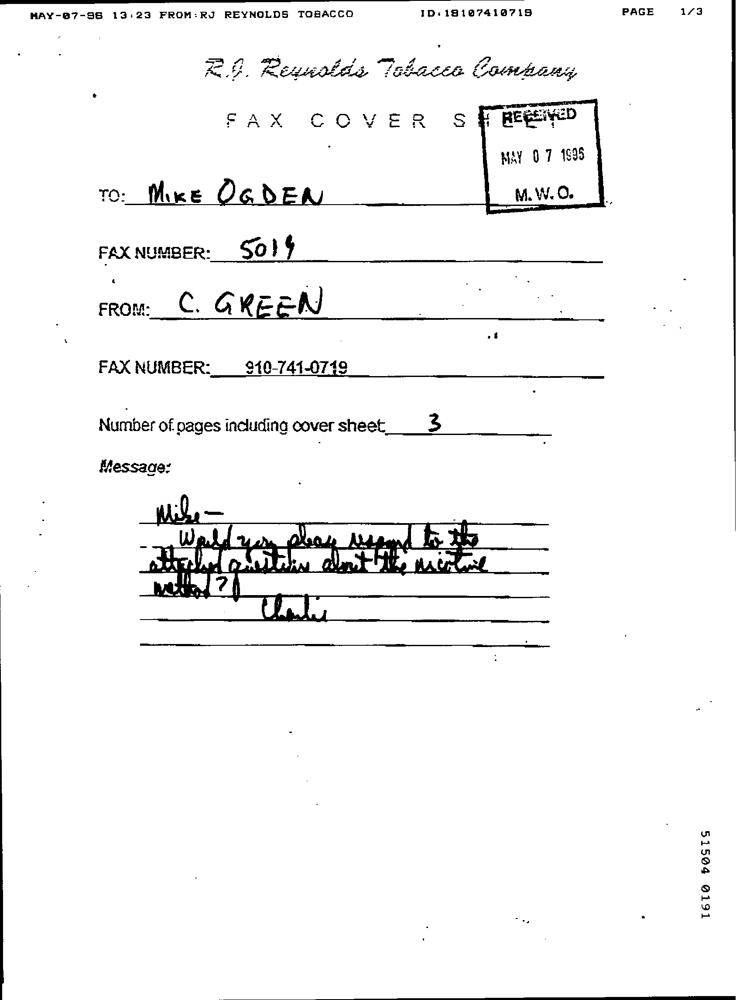 MAY-07-96 13:23 FROM:RJ REYNOLDS TOBACCO ID:19107410719 PAGE 1/3
R.J. Reynolds Tobacco Company
FAX COVER SHEET
RECEIVED
MAY 07 1996
M.W.O.
TO: MIKE OGDEN
FAX NUMBER: 5019
FROM: C. GREEN
FAX NUMBER: 910-741-0719
Number of pages including cover sheet 3
Message:
Mike —
Would you please respond to the
attached questions about the nicotine
method?
Charlie
51504 0191